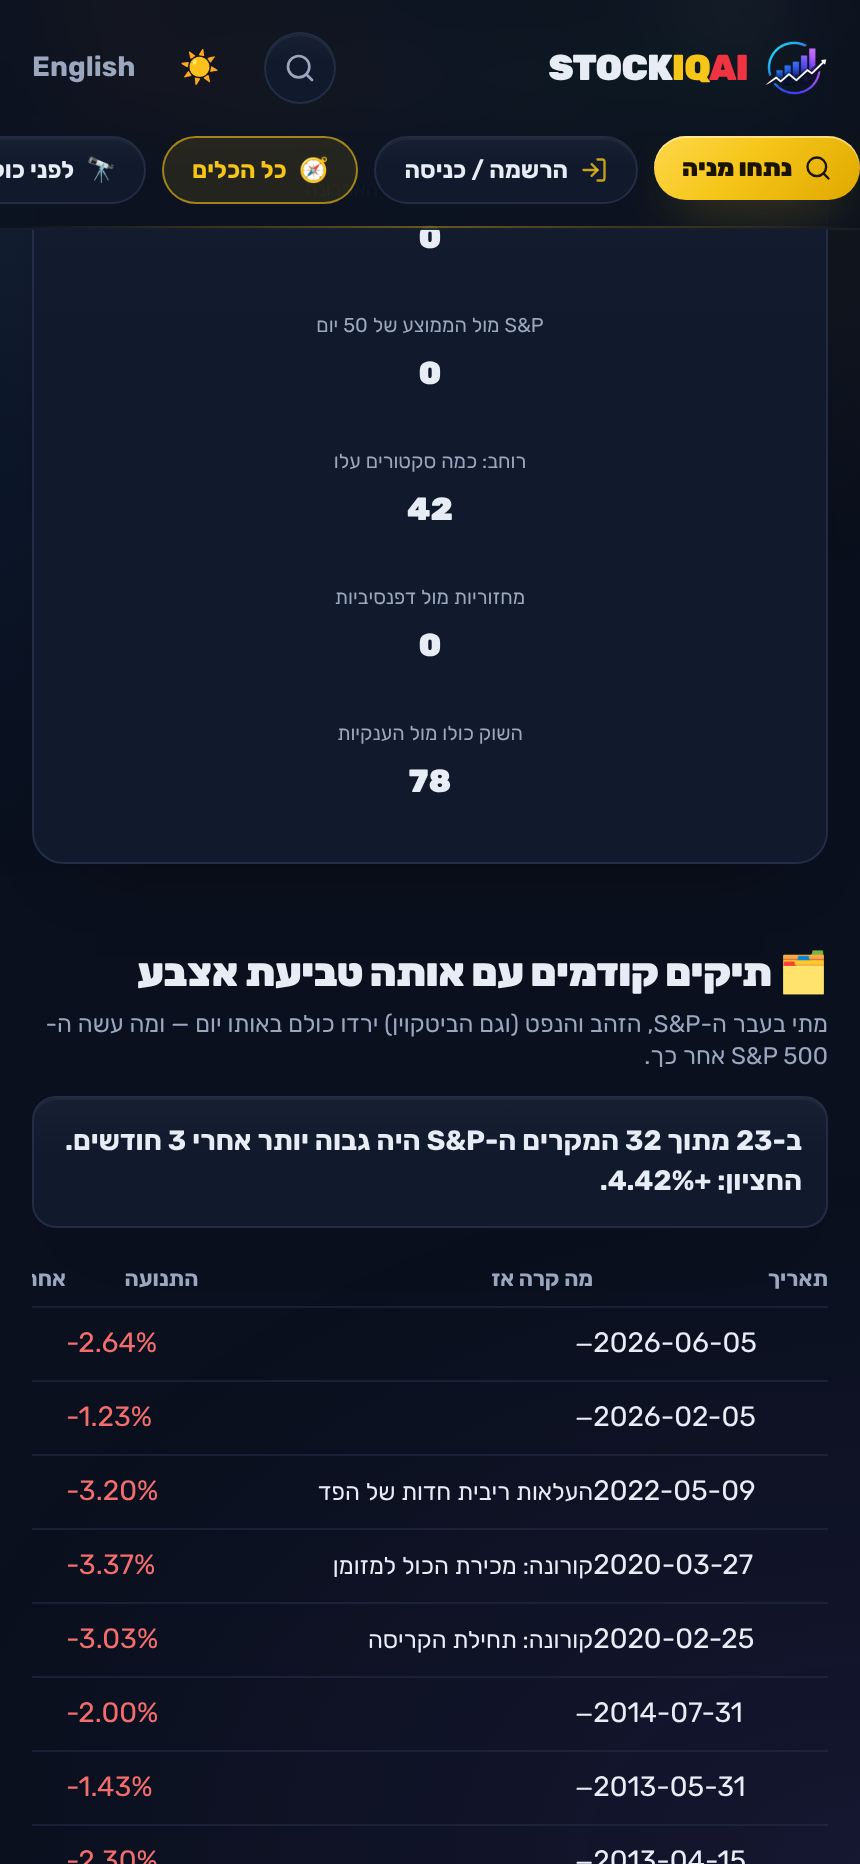 STOCKIQAI
English
נתחו מניה
הרשמה / כניסה
כל הכלים
לפני
0
S&P מול הממוצע של 50 יום
0
רוחב: כמה סקטורים עלו
42
מחזוריות מול דפנסיביות
0
השוק כולו מול הענקיות
78
תיקים קודמים עם אותה טביעת אצבע
מתי בעבר ה-S&P, הזהב והנפט (וגם הביטקוין) ירדו כולם באותו יום – ומה עשה ה-
S&P 500 אחר כך.
ב-23 מתוך 32 המקרים ה-S&P היה גבוה יותר אחרי 3 חודשים.
החציון: +4.42%.
תאריך מה קרה אז התנועה
2026-06-05 – -2.64%
2026-02-05 – -1.23%
2022-05-09 העלאות ריבית חדות של הפד -3.20%
2020-03-27 קורונה: מכירת הכול למזומן -3.37%
2020-02-25 קורונה: תחילת הקריסה -3.03%
2014-07-31 – -2.00%
2013-05-31 – -1.43%
2013-04-15 – -2.30%